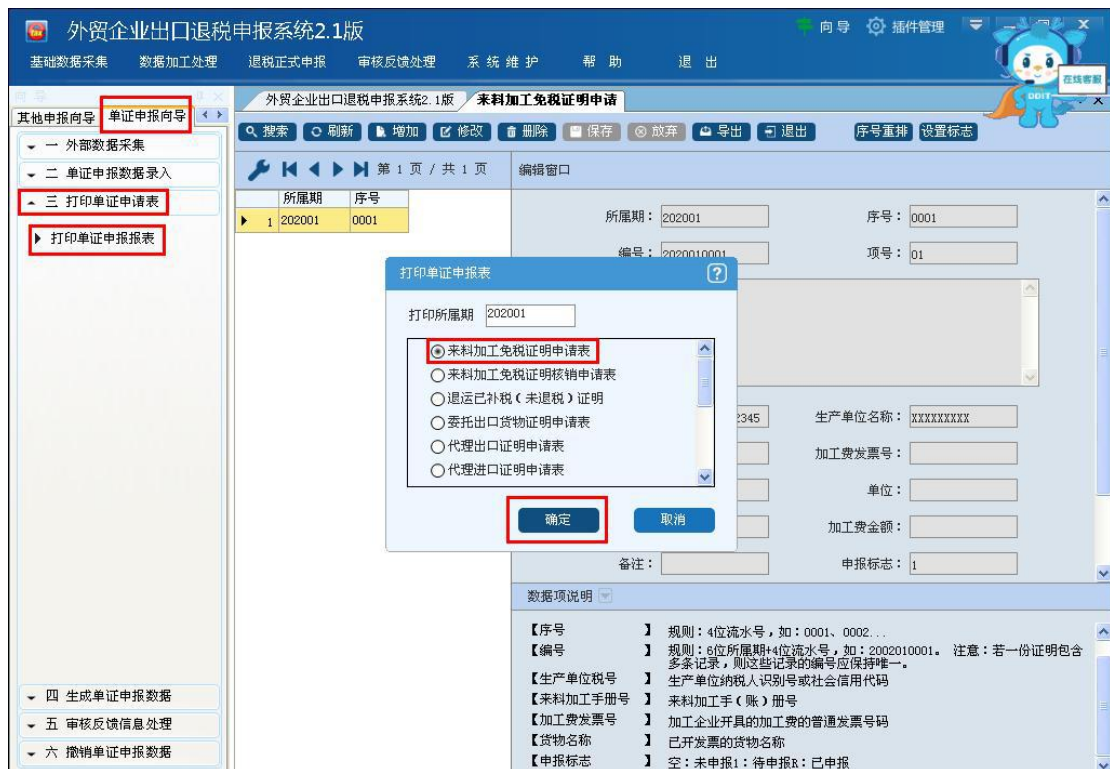 外贸企业出口退税申报系统2.1版
向导 插件管理
基础数据采集 数据加工处理 退税正式申报 审核反馈处理 系统维护 帮助 退出
在线客服
DDIT
向导
其他申报向导 单证申报向导
一 外部数据采集
二 单证申报数据录入
三 打印单证申请表
打印单证申报报表
四 生成单证申报数据
五 审核反馈信息处理
六 撤销单证申报数据
外贸企业出口退税申报系统2.1版 来料加工免税证明申请
搜索 刷新 增加 修改 删除 保存 放弃 导出 退出 序号重排 设置标志
第 1 页 / 共 1 页
所属期 序号
1 202001 0001
编辑窗口
所属期： 202001 序号： 0001
编号： 2020010001 项号： 01
2345 生产单位名称： XXXXXXXXX
加工费发票号：
单位：
加工费金额：
备注： 申报标志： 1
打印单证申报表
打印所属期 202001
来料加工免税证明申请表
来料加工免税证明核销申请表
退运已补税（未退税）证明
委托出口货物证明申请表
代理出口证明申请表
代理进口证明申请表
确定 取消
数据项说明
【序号 】 规则：4位流水号，如：0001、0002...
【编号 】 规则：6位所属期+4位流水号，如：2002010001。 注意：若一份证明包含
多条记录，则这些记录的编号应保持唯一。
【生产单位税号 】 生产单位纳税人识别号或社会信用代码
【来料加工手册号 】 来料加工手（账）册号
【加工费发票号 】 加工企业开具的加工费的普通发票号码
【货物名称 】 已开发票的货物名称
【申报标志 】 空：未申报1：待申报R：已申报